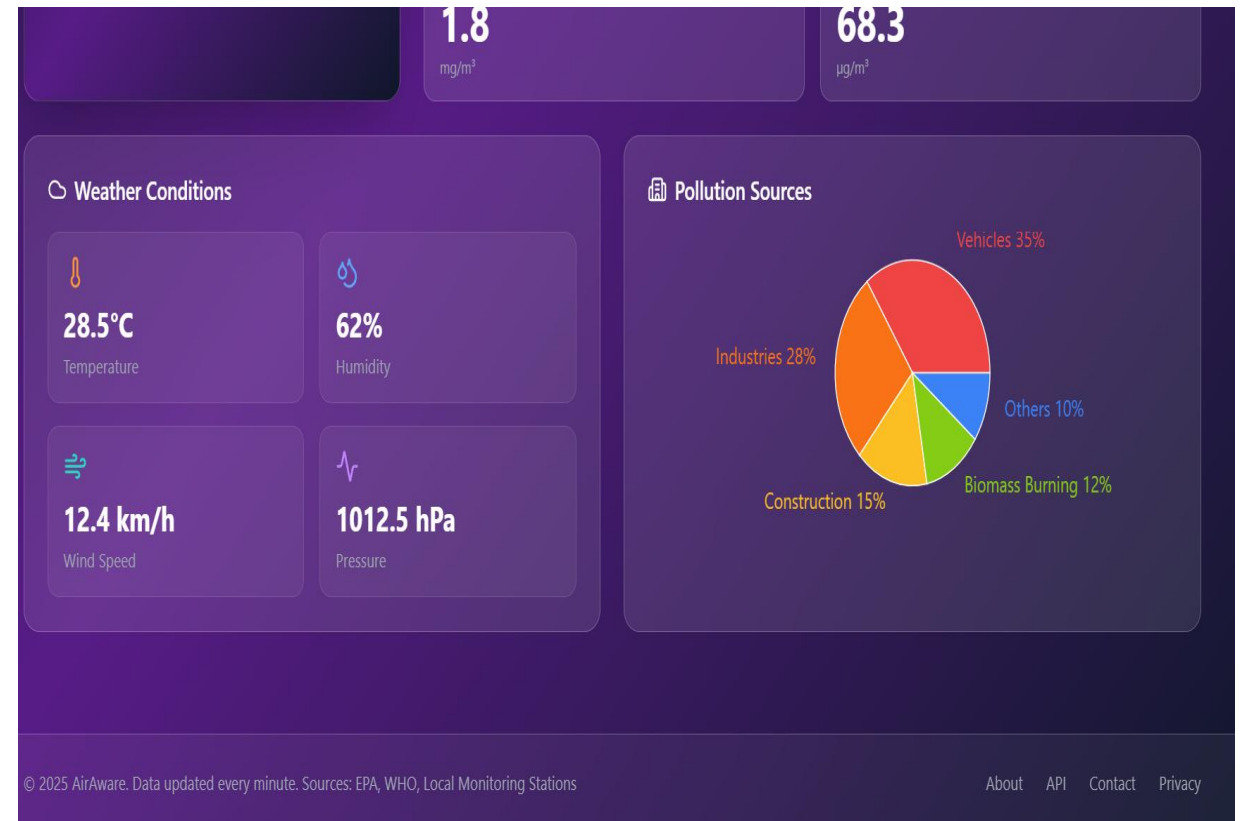 1.8
mg/m³
68.3
µg/m³
Weather Conditions
28.5°C
Temperature
62%
Humidity
12.4 km/h
Wind Speed
1012.5 hPa
Pressure
Pollution Sources
Vehicles 35%
Industries 28%
Others 10%
Biomass Burning 12%
Construction 15%
© 2025 AirAware. Data updated every minute. Sources: EPA, WHO, Local Monitoring Stations
About API Contact Privacy